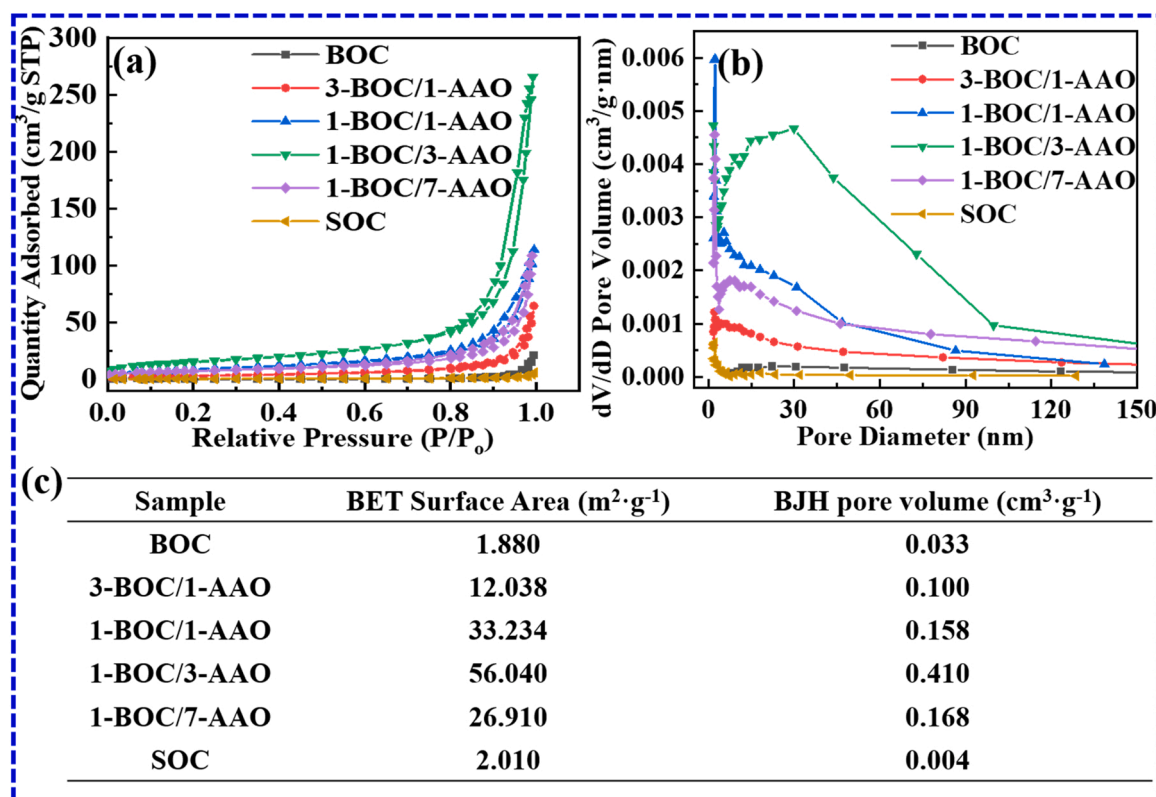 (a)
Quantity Adsorbed (cm³/g STP)
300
250
200
150
100
50
0
BOC
3-BOC/1-AAO
1-BOC/1-AAO
1-BOC/3-AAO
1-BOC/7-AAO
SOC
0.0 0.2 0.4 0.6 0.8 1.0
Relative Pressure (P/Pₒ)
(b)
dV/dD Pore Volume (cm³/g·nm)
0.006
0.005
0.004
0.003
0.002
0.001
0.000
BOC
3-BOC/1-AAO
1-BOC/1-AAO
1-BOC/3-AAO
1-BOC/7-AAO
SOC
0 30 60 90 120 150
Pore Diameter (nm)
(c)
Sample BET Surface Area (m²·g⁻¹) BJH pore volume (cm³·g⁻¹)
BOC 1.880 0.033
3-BOC/1-AAO 12.038 0.100
1-BOC/1-AAO 33.234 0.158
1-BOC/3-AAO 56.040 0.410
1-BOC/7-AAO 26.910 0.168
SOC 2.010 0.004